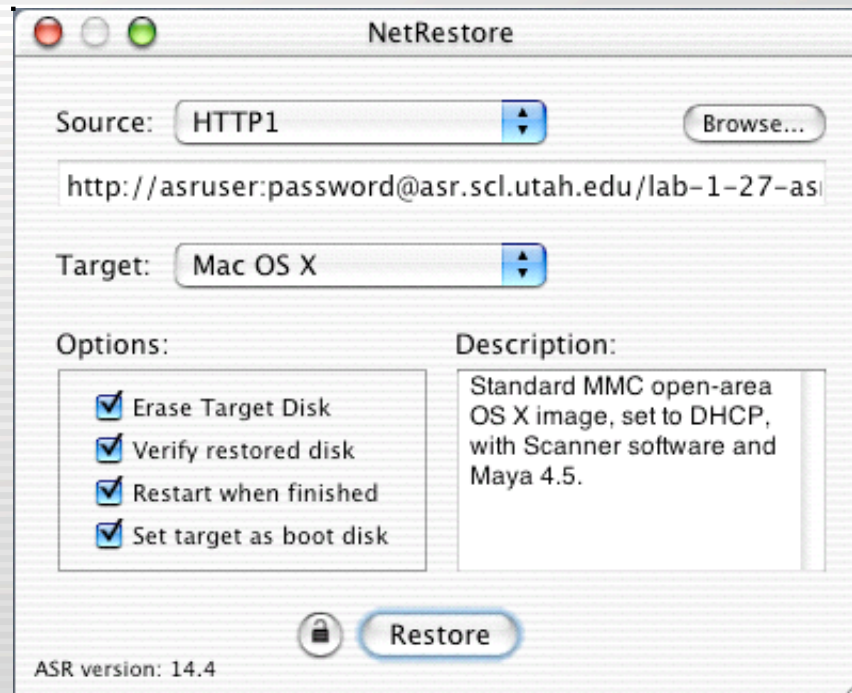 NetRestore
Source: HTTP1 Browse...
http://asruser:password@asr.scl.utah.edu/lab-1-27-as
Target: Mac OS X
Options:
Erase Target Disk
Verify restored disk
Restart when finished
Set target as boot disk
Description:
Standard MMC open-area
OS X image, set to DHCP,
with Scanner software and
Maya 4.5.
Restore
ASR version: 14.4